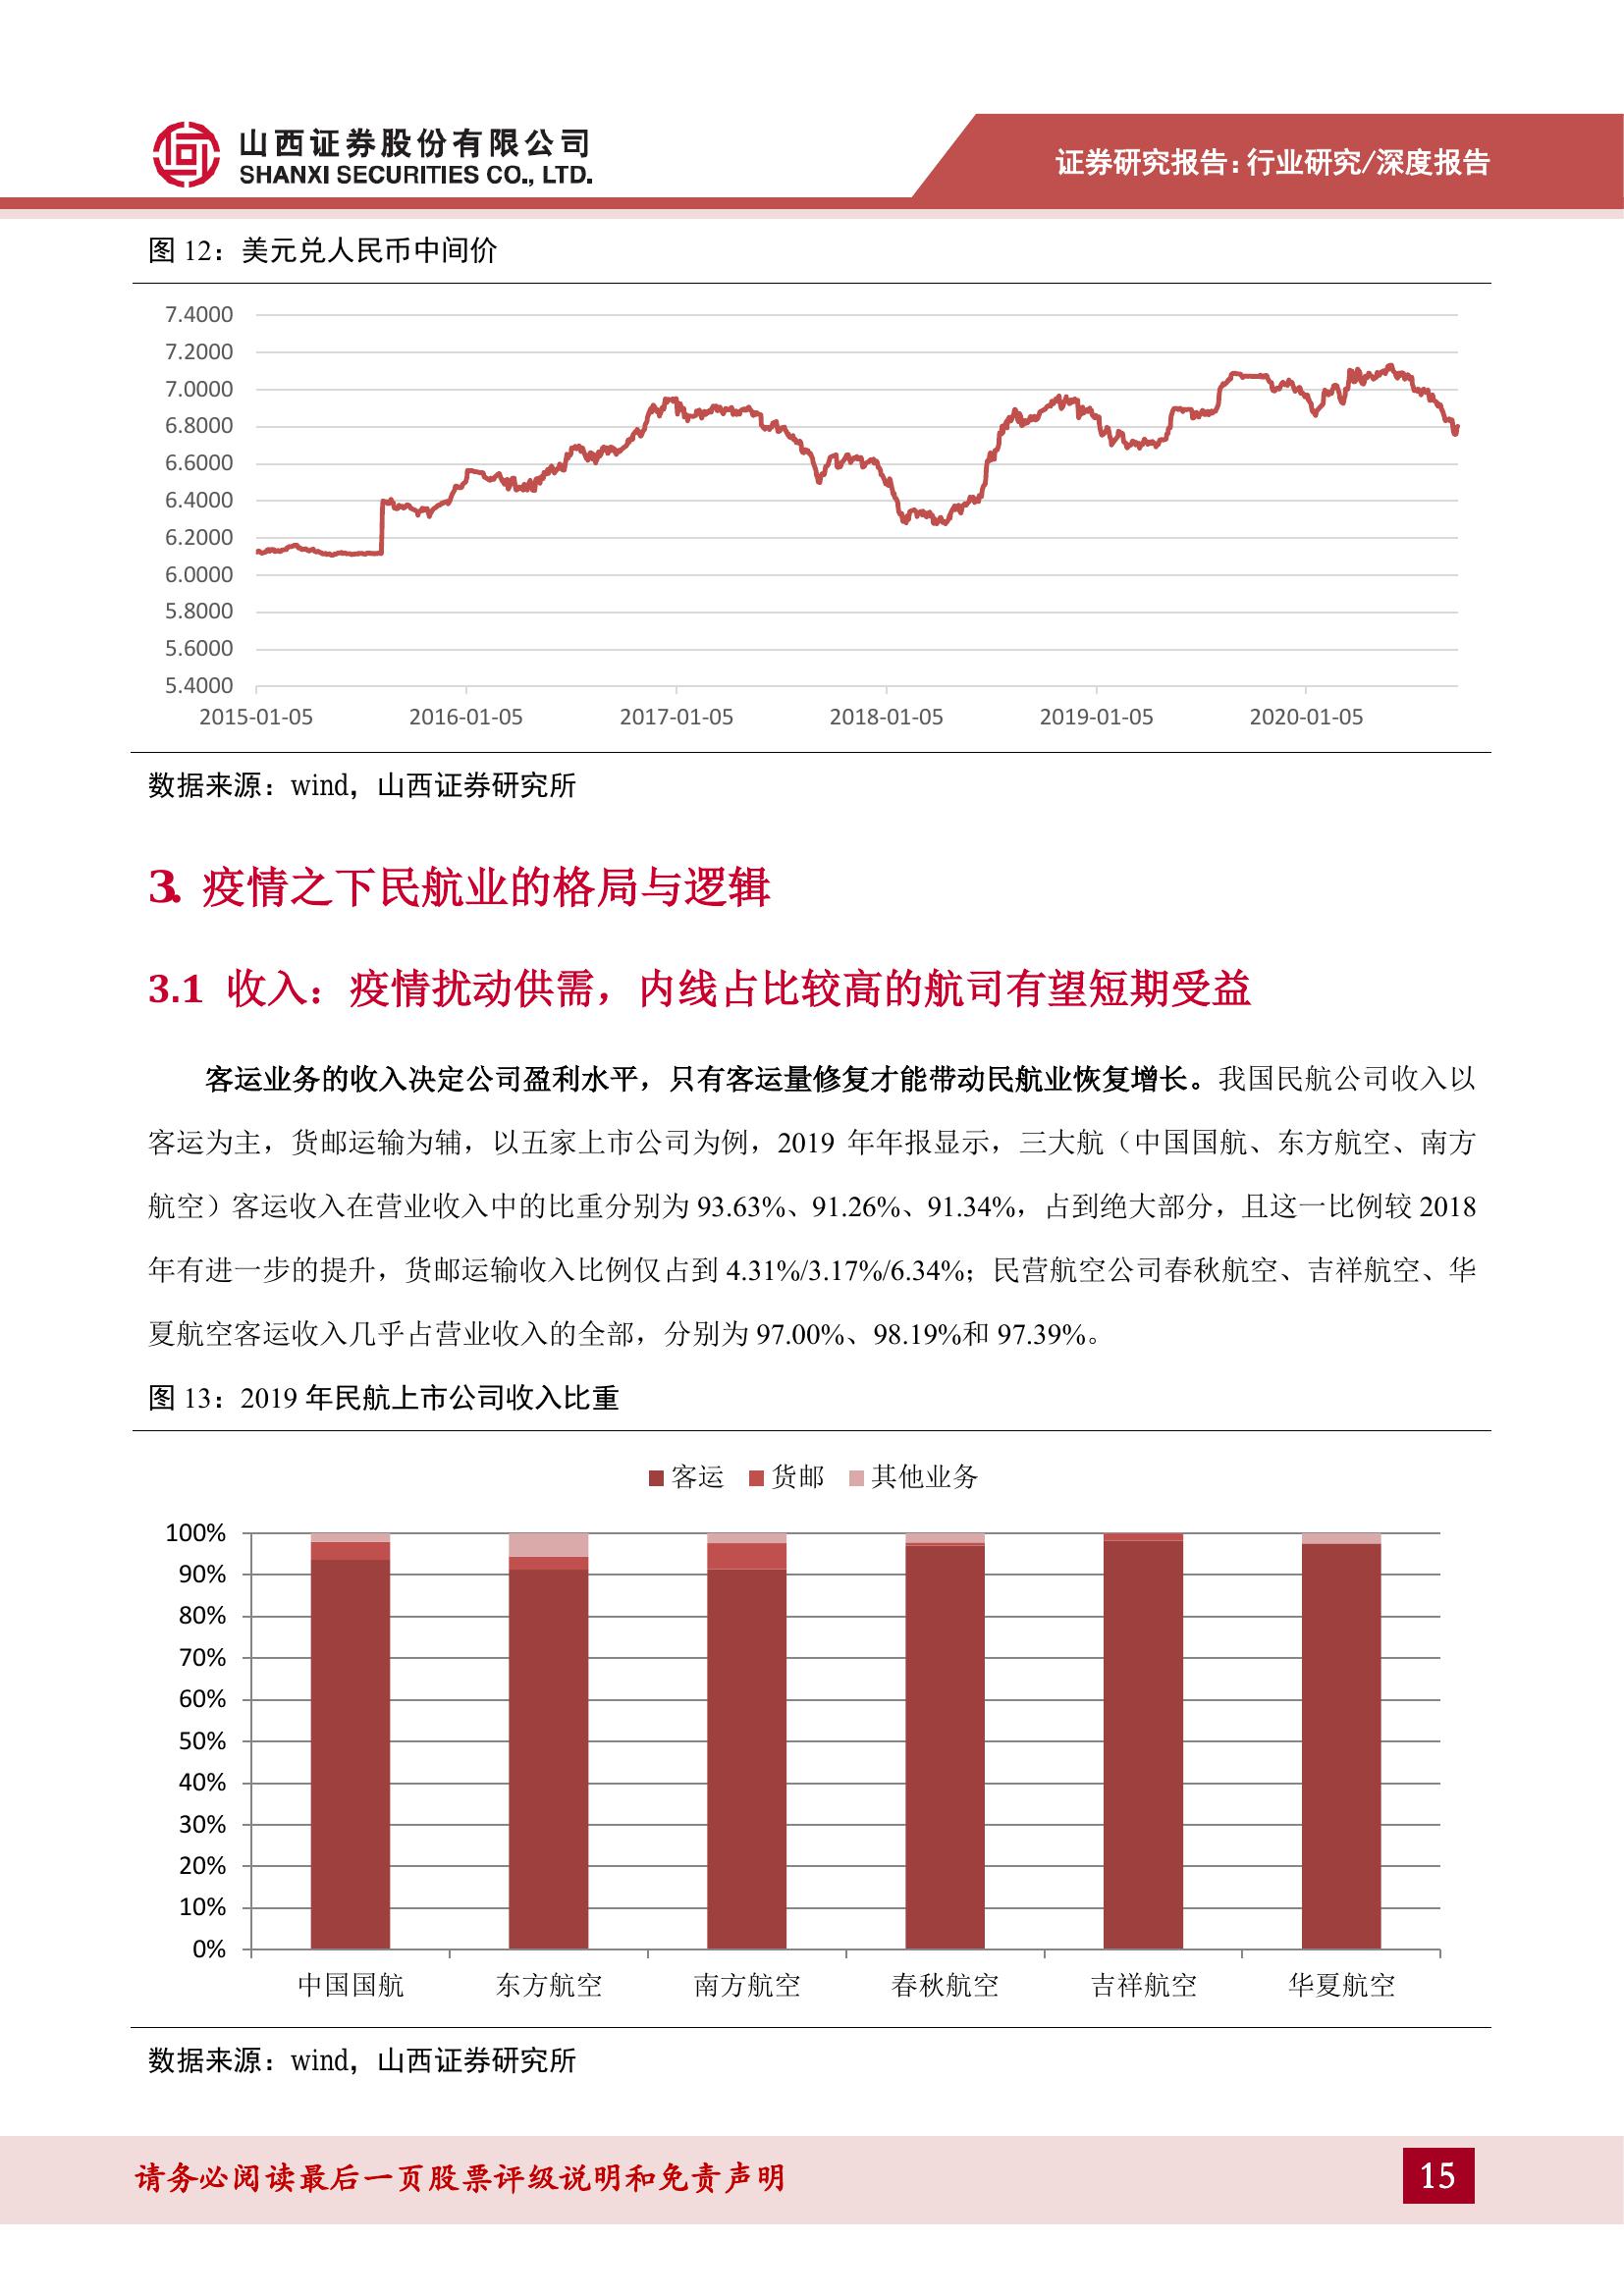 山西证券股份有限公司
SHANXI SECURITIES CO., LTD.
证券研究报告：行业研究/深度报告
图 12：美元兑人民币中间价
7.4000
7.2000
7.0000
6.8000
6.6000
6.4000
6.2000
6.0000
5.8000
5.6000
5.4000
2015-01-05 2016-01-05 2017-01-05 2018-01-05 2019-01-05 2020-01-05
数据来源：wind，山西证券研究所
3. 疫情之下民航业的格局与逻辑
3.1 收入：疫情扰动供需，内线占比较高的航司有望短期受益
客运业务的收入决定公司盈利水平，只有客运量修复才能带动民航业恢复增长。我国民航公司收入以
客运为主，货邮运输为辅，以五家上市公司为例，2019 年年报显示，三大航（中国国航、东方航空、南方
航空）客运收入在营业收入中的比重分别为 93.63%、91.26%、91.34%，占到绝大部分，且这一比例较 2018
年有进一步的提升，货邮运输收入比例仅占到 4.31%/3.17%/6.34%；民营航空公司春秋航空、吉祥航空、华
夏航空客运收入几乎占营业收入的全部，分别为 97.00%、98.19%和 97.39%。
图 13：2019 年民航上市公司收入比重
客运 货邮 其他业务
100%
90%
80%
70%
60%
50%
40%
30%
20%
10%
0%
中国国航 东方航空 南方航空 春秋航空 吉祥航空 华夏航空
数据来源：wind，山西证券研究所
请务必阅读最后一页股票评级说明和免责声明
15